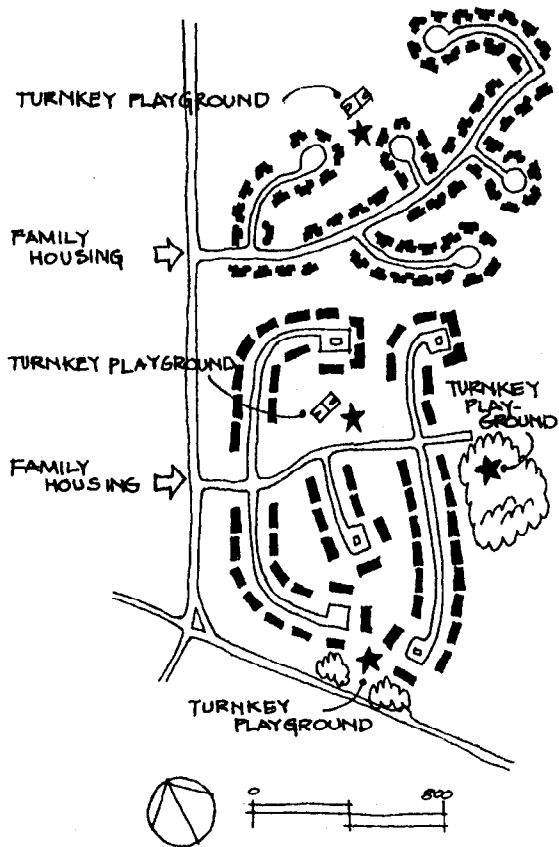 TURNKEY PLAYGROUND
FAMILY
HOUSING
TURNKEY PLAYGROUND
TURNKEY
PLAY-
GROUND
FAMILY
HOUSING
TURNKEY
PLAYGROUND
0 800